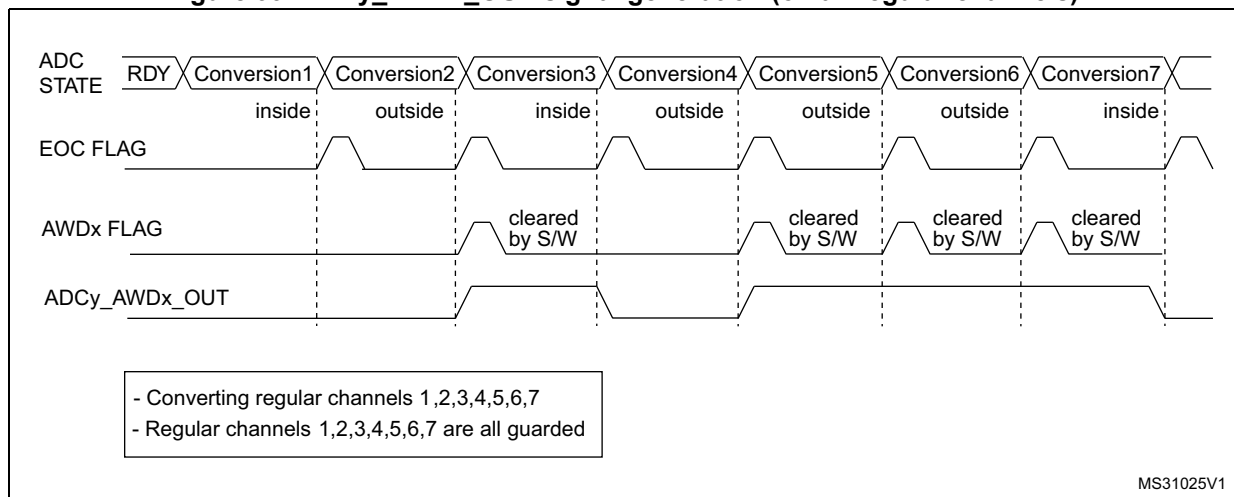 ADC
STATE
RDY Conversion1 Conversion2 Conversion3 Conversion4 Conversion5 Conversion6 Conversion7
inside outside inside outside outside outside inside
EOC FLAG
AWDx FLAG
cleared by S/W
cleared by S/W
cleared by S/W
cleared by S/W
ADCy_AWDx_OUT
- Converting regular channels 1,2,3,4,5,6,7
- Regular channels 1,2,3,4,5,6,7 are all guarded
MS31025V1